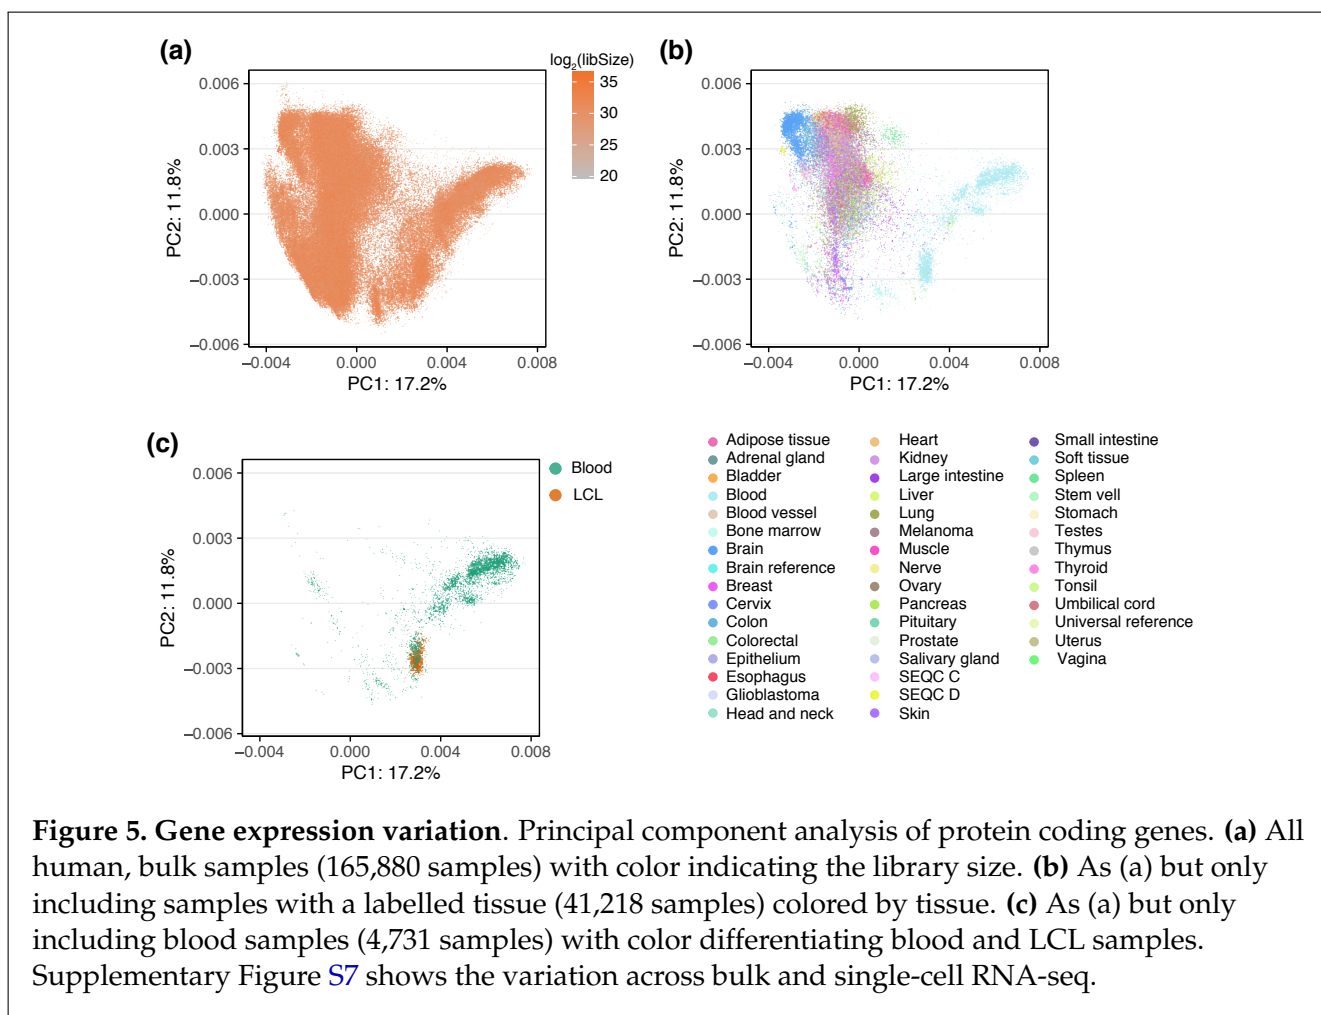 (a)
log2(libSize)
35
30
25
20
0.006
0.003
0.000
−0.003
−0.006
PC2: 11.8%
−0.004 0.000 0.004 0.008
PC1: 17.2%
(b)
0.006
0.003
0.000
−0.003
−0.006
PC2: 11.8%
−0.004 0.000 0.004 0.008
PC1: 17.2%
(c)
Blood
LCL
0.006
0.003
0.000
−0.003
−0.006
PC2: 11.8%
−0.004 0.000 0.004 0.008
PC1: 17.2%
Adipose tissue
Adrenal gland
Bladder
Blood
Blood vessel
Bone marrow
Brain
Brain reference
Breast
Cervix
Colon
Colorectal
Epithelium
Esophagus
Glioblastoma
Head and neck
Heart
Kidney
Large intestine
Liver
Lung
Melanoma
Muscle
Nerve
Ovary
Pancreas
Pituitary
Prostate
Salivary gland
SEQC C
SEQC D
Skin
Small intestine
Soft tissue
Spleen
Stem vell
Stomach
Testes
Thymus
Thyroid
Tonsil
Umbilical cord
Universal reference
Uterus
Vagina
Figure 5. Gene expression variation. Principal component analysis of protein coding genes. (a) All
human, bulk samples (165,880 samples) with color indicating the library size. (b) As (a) but only
including samples with a labelled tissue (41,218 samples) colored by tissue. (c) As (a) but only
including blood samples (4,731 samples) with color differentiating blood and LCL samples.
Supplementary Figure S7 shows the variation across bulk and single-cell RNA-seq.